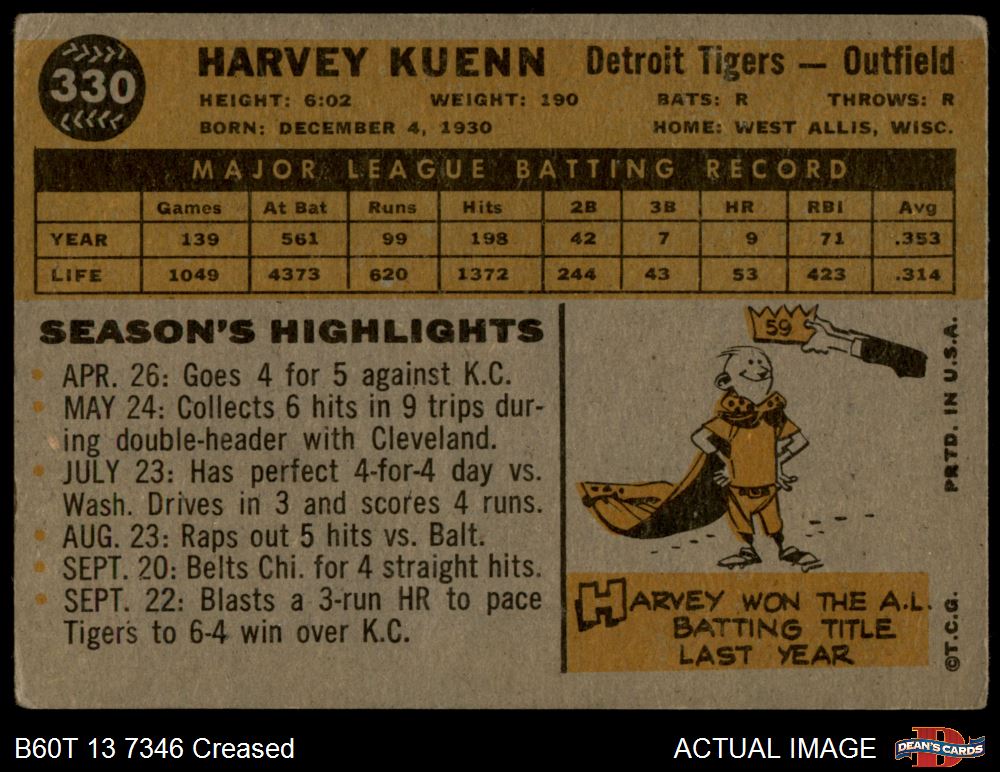 330
HARVEY KUENN Detroit Tigers — Outfield
HEIGHT: 6:02 WEIGHT: 190 BATS: R THROWS: R
BORN: DECEMBER 4, 1930 HOME: WEST ALLIS, WISC.
MAJOR LEAGUE BATTING RECORD
Games At Bat Runs Hits 2B 3B HR RBI Avg
YEAR 139 561 99 198 42 7 9 71 .353
LIFE 1049 4373 620 1372 244 43 53 423 .314
SEASON'S HIGHLIGHTS
• APR. 26: Goes 4 for 5 against K.C.
• MAY 24: Collects 6 hits in 9 trips dur-
ing double-header with Cleveland.
• JULY 23: Has perfect 4-for-4 day vs.
Wash. Drives in 3 and scores 4 runs.
• AUG. 23: Raps out 5 hits vs. Balt.
• SEPT. 20: Belts Chi. for 4 straight hits.
• SEPT. 22: Blasts a 3-run HR to pace
Tigers to 6-4 win over K.C.
59
HARVEY WON THE A.L.
BATTING TITLE
LAST YEAR
©T.C.G. PRTD. IN U.S.A.
B60T 13 7346 Creased
ACTUAL IMAGE
D
DEAN'S CARDS